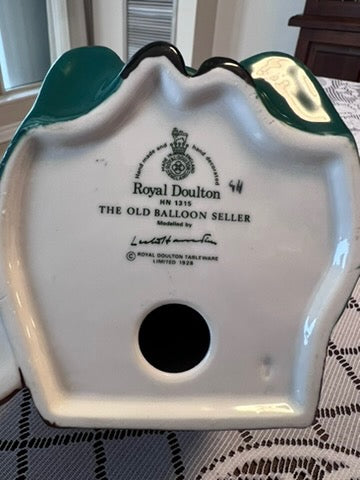 Hand made and hand decorated
Royal Doulton
HN 1315
THE OLD BALLOON SELLER
Modelled by
© ROYAL DOULTON TABLEWARE
LIMITED 1928